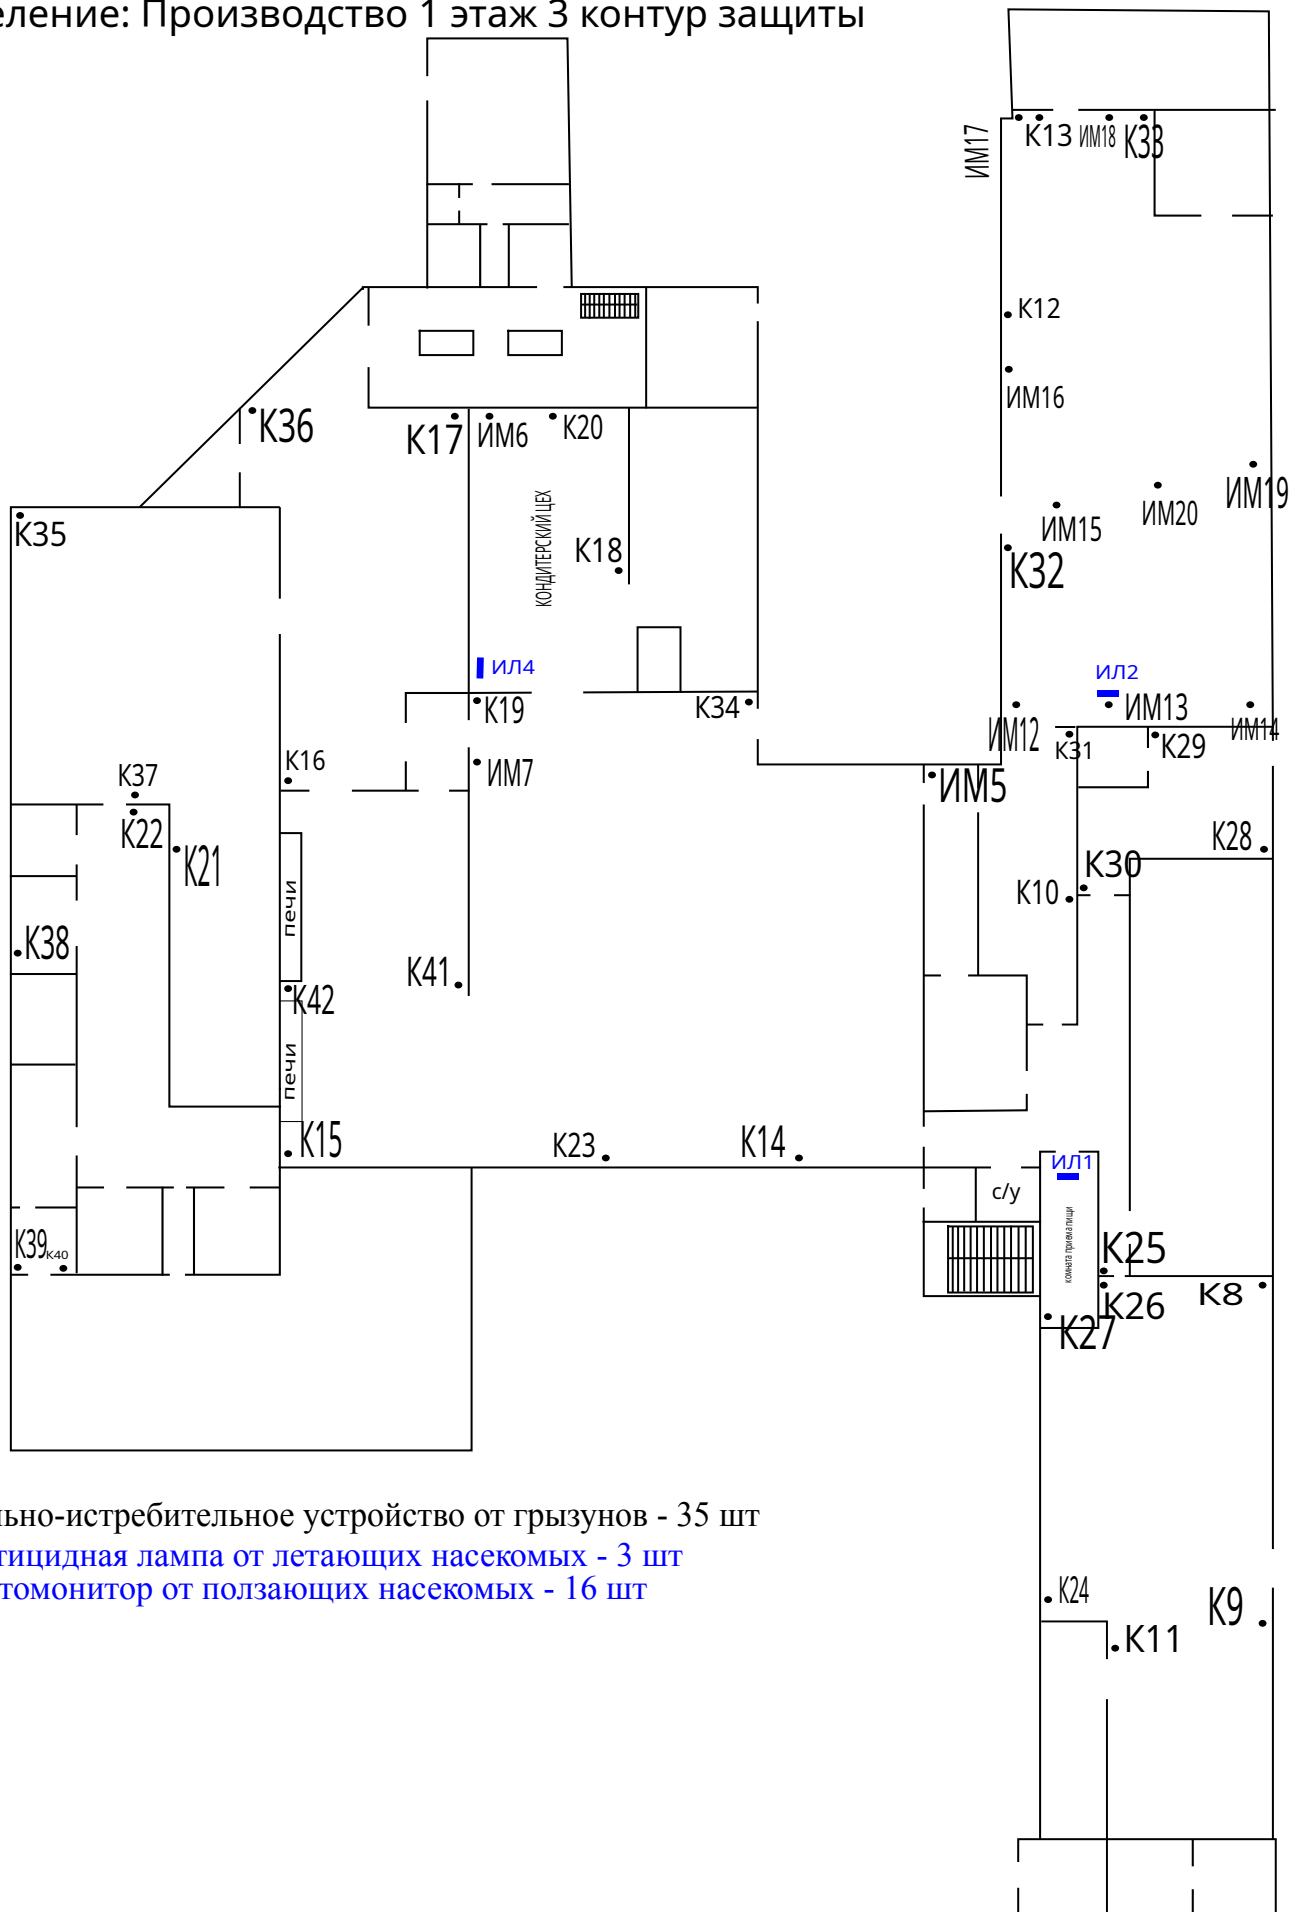 еление: Производство 1 этаж 3 контур защиты
ИМ17
К13
ИМ18
К33
К12
ИМ16
К36
К17
ИМ6
К20
ИМ19
ИМ20
ИМ15
К35
КОНДИТЕРСКИЙ ЦЕХ
К18
К32
ИЛ4
ИЛ2
К19
К34
ИМ13
ИМ12
ИМ14
К31
К29
К16
ИМ7
ИМ5
К37
К22
К21
К28
К30
К10
печи
К38
К41
К42
печи
К15
К23
К14
ИЛ1
с/у
комната приема пищи
К39
К40
К25
К26
К8
К27
льно-истребительное устройство от грызунов - 35 шт
тицидная лампа от летающих насекомых - 3 шт
томонитор от ползающих насекомых - 16 шт
К24
К9
К11